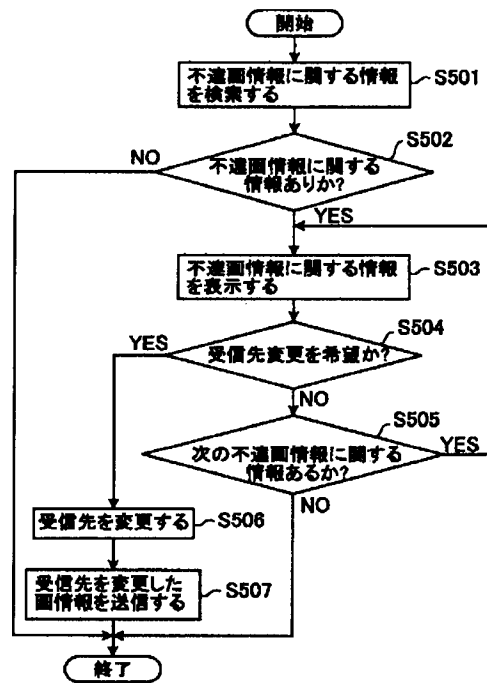 開始
不達画情報に関する情報
を検索する
S501
S502
NO
不達画情報に関する
情報ありか?
YES
不達画情報に関する情報
を表示する
S503
S504
YES
受信先変更を希望か?
NO
S505
次の不達画情報に関する
情報あるか?
YES
NO
受信先を変更する
S506
受信先を変更した
画情報を送信する
S507
終了